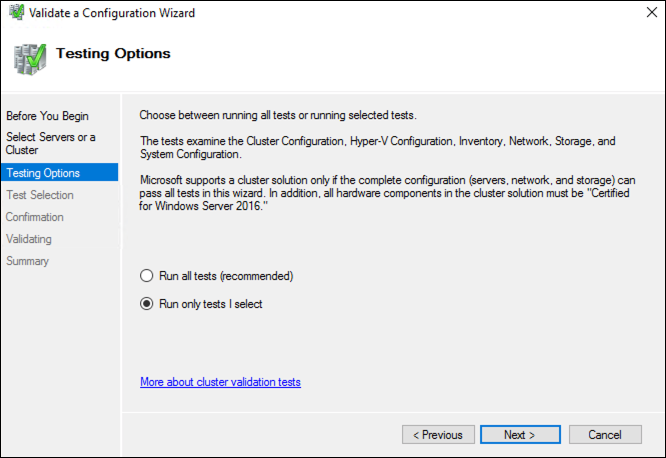 Validate a Configuration Wizard
Testing Options
Before You Begin
Select Servers or a
Cluster
Testing Options
Test Selection
Confirmation
Validating
Summary
Choose between running all tests or running selected tests.
The tests examine the Cluster Configuration, Hyper-V Configuration, Inventory, Network, Storage, and
System Configuration.
Microsoft supports a cluster solution only if the complete configuration (servers, network, and storage) can
pass all tests in this wizard. In addition, all hardware components in the cluster solution must be "Certified
for Windows Server 2016."
Run all tests (recommended)
Run only tests I select
More about cluster validation tests
< Previous
Next >
Cancel